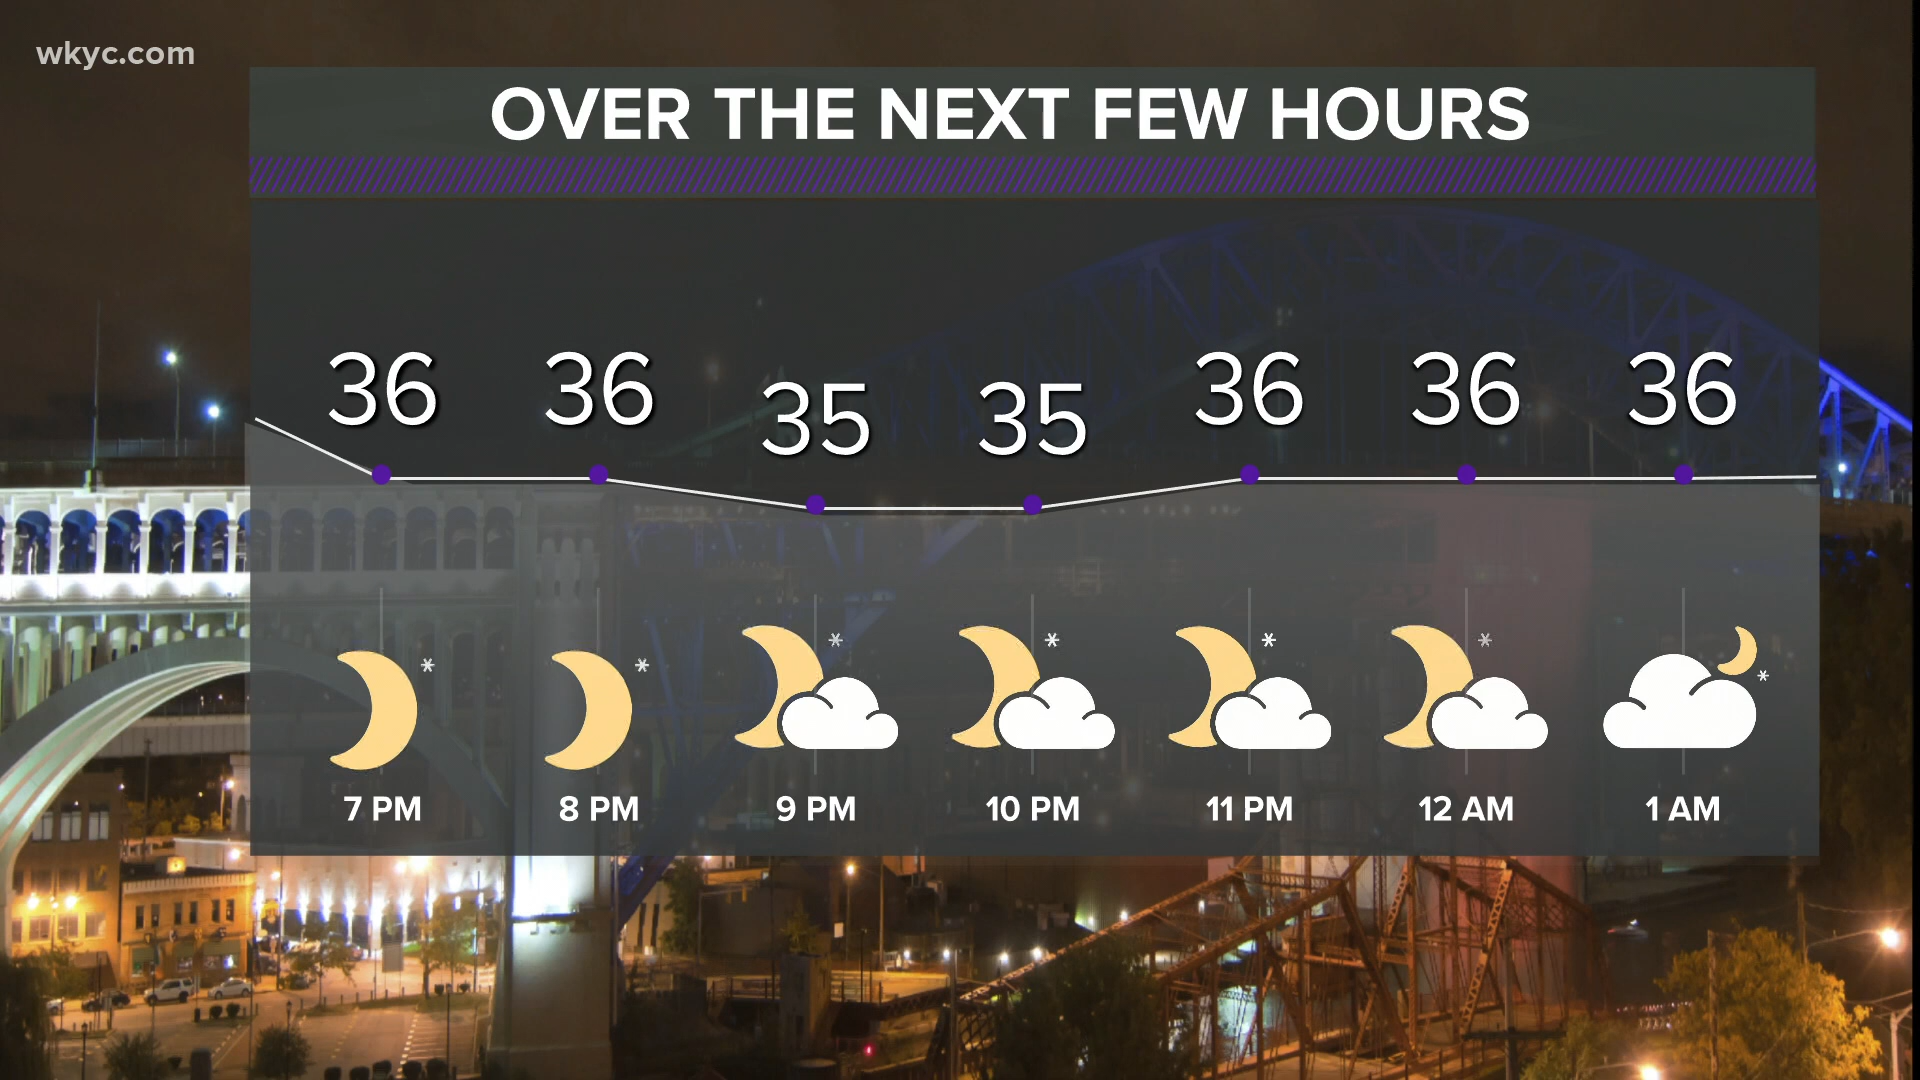 wkyc.com
OVER THE NEXT FEW HOURS
36 36 35 35 36 36 36
7 PM 8 PM 9 PM 10 PM 11 PM 12 AM 1 AM